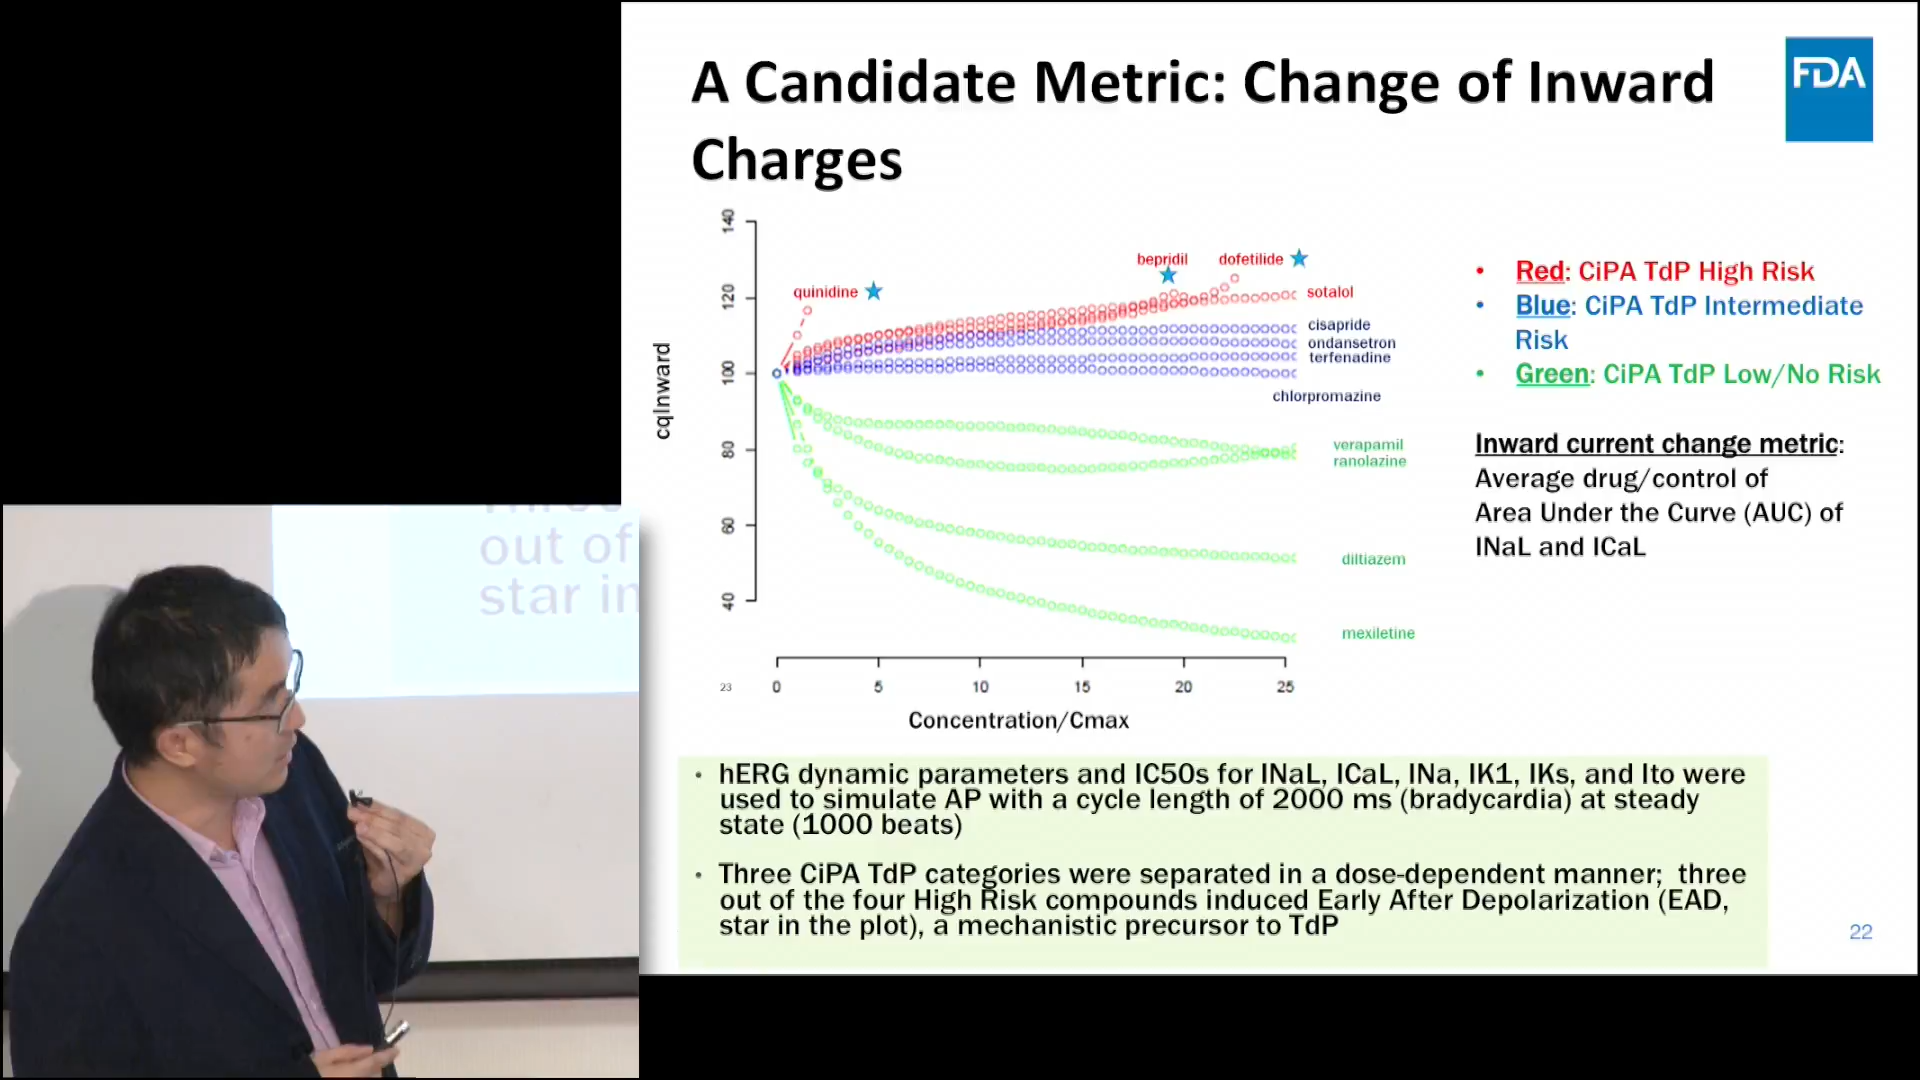 A Candidate Metric: Change of Inward
Charges
FDA
140
120
100
80
60
40
cqInward
quinidine
bepridil
dofetilide
sotalol
cisapride
ondansetron
terfenadine
chlorpromazine
verapamil
ranolazine
diltiazem
mexiletine
0 5 10 15 20 25
Concentration/Cmax
23
• Red: CiPA TdP High Risk
• Blue: CiPA TdP Intermediate
Risk
• Green: CiPA TdP Low/No Risk
Inward current change metric:
Average drug/control of
Area Under the Curve (AUC) of
INaL and ICaL
• hERG dynamic parameters and IC50s for INaL, ICaL, INa, IK1, IKs, and Ito were
used to simulate AP with a cycle length of 2000 ms (bradycardia) at steady
state (1000 beats)
• Three CiPA TdP categories were separated in a dose-dependent manner; three
out of the four High Risk compounds induced Early After Depolarization (EAD,
star in the plot), a mechanistic precursor to TdP
22
out of
star in